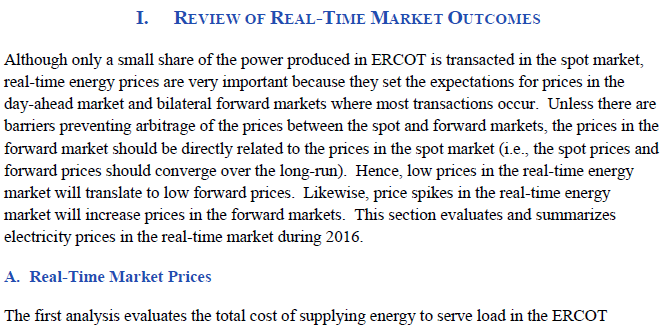 I. REVIEW OF REAL-TIME MARKET OUTCOMES
Although only a small share of the power produced in ERCOT is transacted in the spot market,
real-time energy prices are very important because they set the expectations for prices in the
day-ahead market and bilateral forward markets where most transactions occur.  Unless there are
barriers preventing arbitrage of the prices between the spot and forward markets, the prices in the
forward market should be directly related to the prices in the spot market (i.e., the spot prices and
forward prices should converge over the long-run).  Hence, low prices in the real-time energy
market will translate to low forward prices.  Likewise, price spikes in the real-time energy
market will increase prices in the forward markets.  This section evaluates and summarizes
electricity prices in the real-time market during 2016.
A. Real-Time Market Prices
The first analysis evaluates the total cost of supplying energy to serve load in the ERCOT